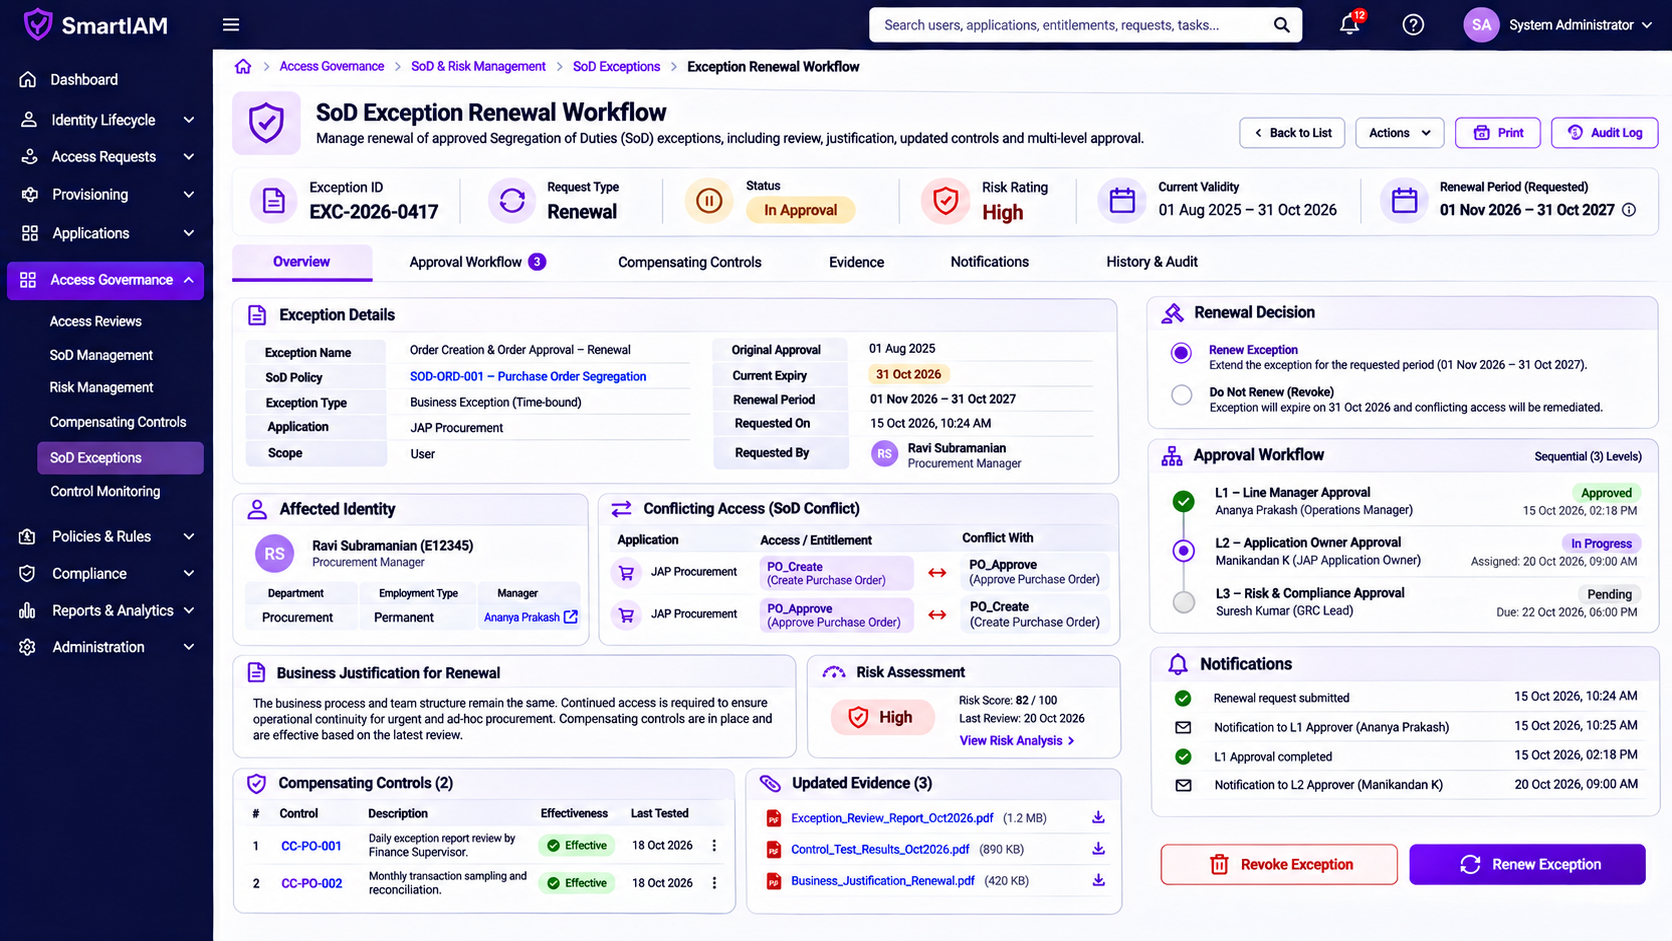 SmartIAM
Search users, applications, entitlements, requests, tasks...
12
SA
System Administrator
Dashboard
Identity Lifecycle
Access Requests
Provisioning
Applications
Access Governance
Access Reviews
SoD Management
Risk Management
Compensating Controls
SoD Exceptions
Control Monitoring
Policies & Rules
Compliance
Reports & Analytics
Administration
Access Governance > SoD & Risk Management > SoD Exceptions > Exception Renewal Workflow
SoD Exception Renewal Workflow
Manage renewal of approved Segregation of Duties (SoD) exceptions, including review, justification, updated controls and multi-level approval.
Back to List
Actions
Print
Audit Log
Exception ID
EXC-2026-0417
Request Type
Renewal
Status
In Approval
Risk Rating
High
Current Validity
01 Aug 2025 – 31 Oct 2026
Renewal Period (Requested)
01 Nov 2026 – 31 Oct 2027
Overview
Approval Workflow 3
Compensating Controls
Evidence
Notifications
History & Audit
Exception Details
Exception Name Order Creation & Order Approval – Renewal
SoD Policy SOD-ORD-001 – Purchase Order Segregation
Exception Type Business Exception (Time-bound)
Application JAP Procurement
Scope User
Original Approval 01 Aug 2025
Current Expiry 31 Oct 2026
Renewal Period 01 Nov 2026 – 31 Oct 2027
Requested On 15 Oct 2026, 10:24 AM
Requested By RS Ravi Subramanian
Procurement Manager
Affected Identity
RS
Ravi Subramanian (E12345)
Procurement Manager
Department Employment Type Manager
Procurement Permanent Ananya Prakash
Conflicting Access (SoD Conflict)
Application Access / Entitlement Conflict With
JAP Procurement PO_Create PO_Approve
(Create Purchase Order) (Approve Purchase Order)
JAP Procurement PO_Approve PO_Create
(Approve Purchase Order) (Create Purchase Order)
Business Justification for Renewal
The business process and team structure remain the same. Continued access is required to ensure
operational continuity for urgent and ad-hoc procurement. Compensating controls are in place and
are effective based on the latest review.
Risk Assessment
High
Risk Score: 82 / 100
Last Review: 20 Oct 2026
View Risk Analysis
Compensating Controls (2)
# Control Description Effectiveness Last Tested
1 CC-PO-001 Daily exception report review by Effective 18 Oct 2026
Finance Supervisor.
2 CC-PO-002 Monthly transaction sampling and Effective 18 Oct 2026
reconciliation.
Updated Evidence (3)
Exception_Review_Report_Oct2026.pdf (1.2 MB)
Control_Test_Results_Oct2026.pdf (890 KB)
Business_Justification_Renewal.pdf (420 KB)
Renewal Decision
Renew Exception
Extend the exception for the requested period (01 Nov 2026 – 31 Oct 2027).
Do Not Renew (Revoke)
Exception will expire on 31 Oct 2026 and conflicting access will be remediated.
Approval Workflow
Sequential (3) Levels)
L1 – Line Manager Approval Approved
Ananya Prakash (Operations Manager) 15 Oct 2026, 02:18 PM
L2 – Application Owner Approval In Progress
Manikandan K (JAP Application Owner) Assigned: 20 Oct 2026, 09:00 AM
L3 – Risk & Compliance Approval Pending
Suresh Kumar (GRC Lead) Due: 22 Oct 2026, 06:00 PM
Notifications
Renewal request submitted 15 Oct 2026, 10:24 AM
Notification to L1 Approver (Ananya Prakash) 15 Oct 2026, 10:25 AM
L1 Approval completed 15 Oct 2026, 02:18 PM
Notification to L2 Approver (Manikandan K) 20 Oct 2026, 09:00 AM
Revoke Exception
Renew Exception